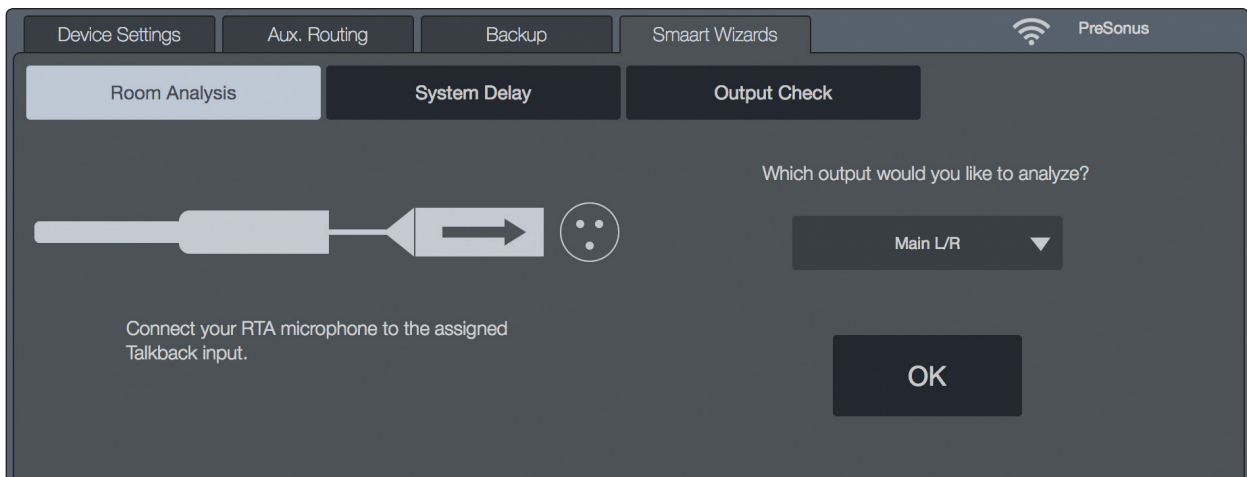 Device Settings
Aux. Routing
Backup
Smaart Wizards
PreSonus
Room Analysis
System Delay
Output Check
Which output would you like to analyze?
Main L/R
Connect your RTA microphone to the assigned
Talkback input.
OK